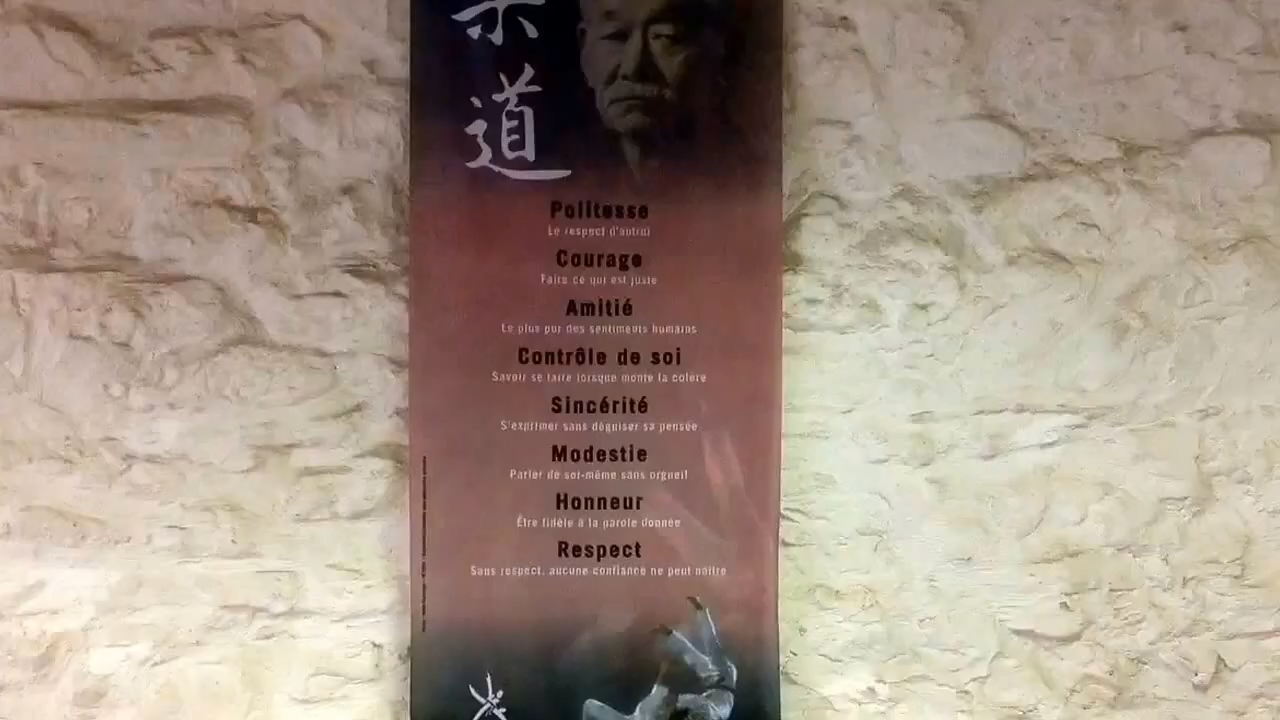 柔
道
Politesse
Le respect d'autrui
Courage
Faire ce qui est juste
Amitié
Le plus pur des sentiments humains
Contrôle de soi
Savoir se taire lorsque monte la colère
Sincérité
S'exprimer sans déguiser sa pensée
Modestie
Parler de soi-même sans orgueil
Honneur
Être fidèle à la parole donnée
Respect
Sans respect, aucune confiance ne peut naître